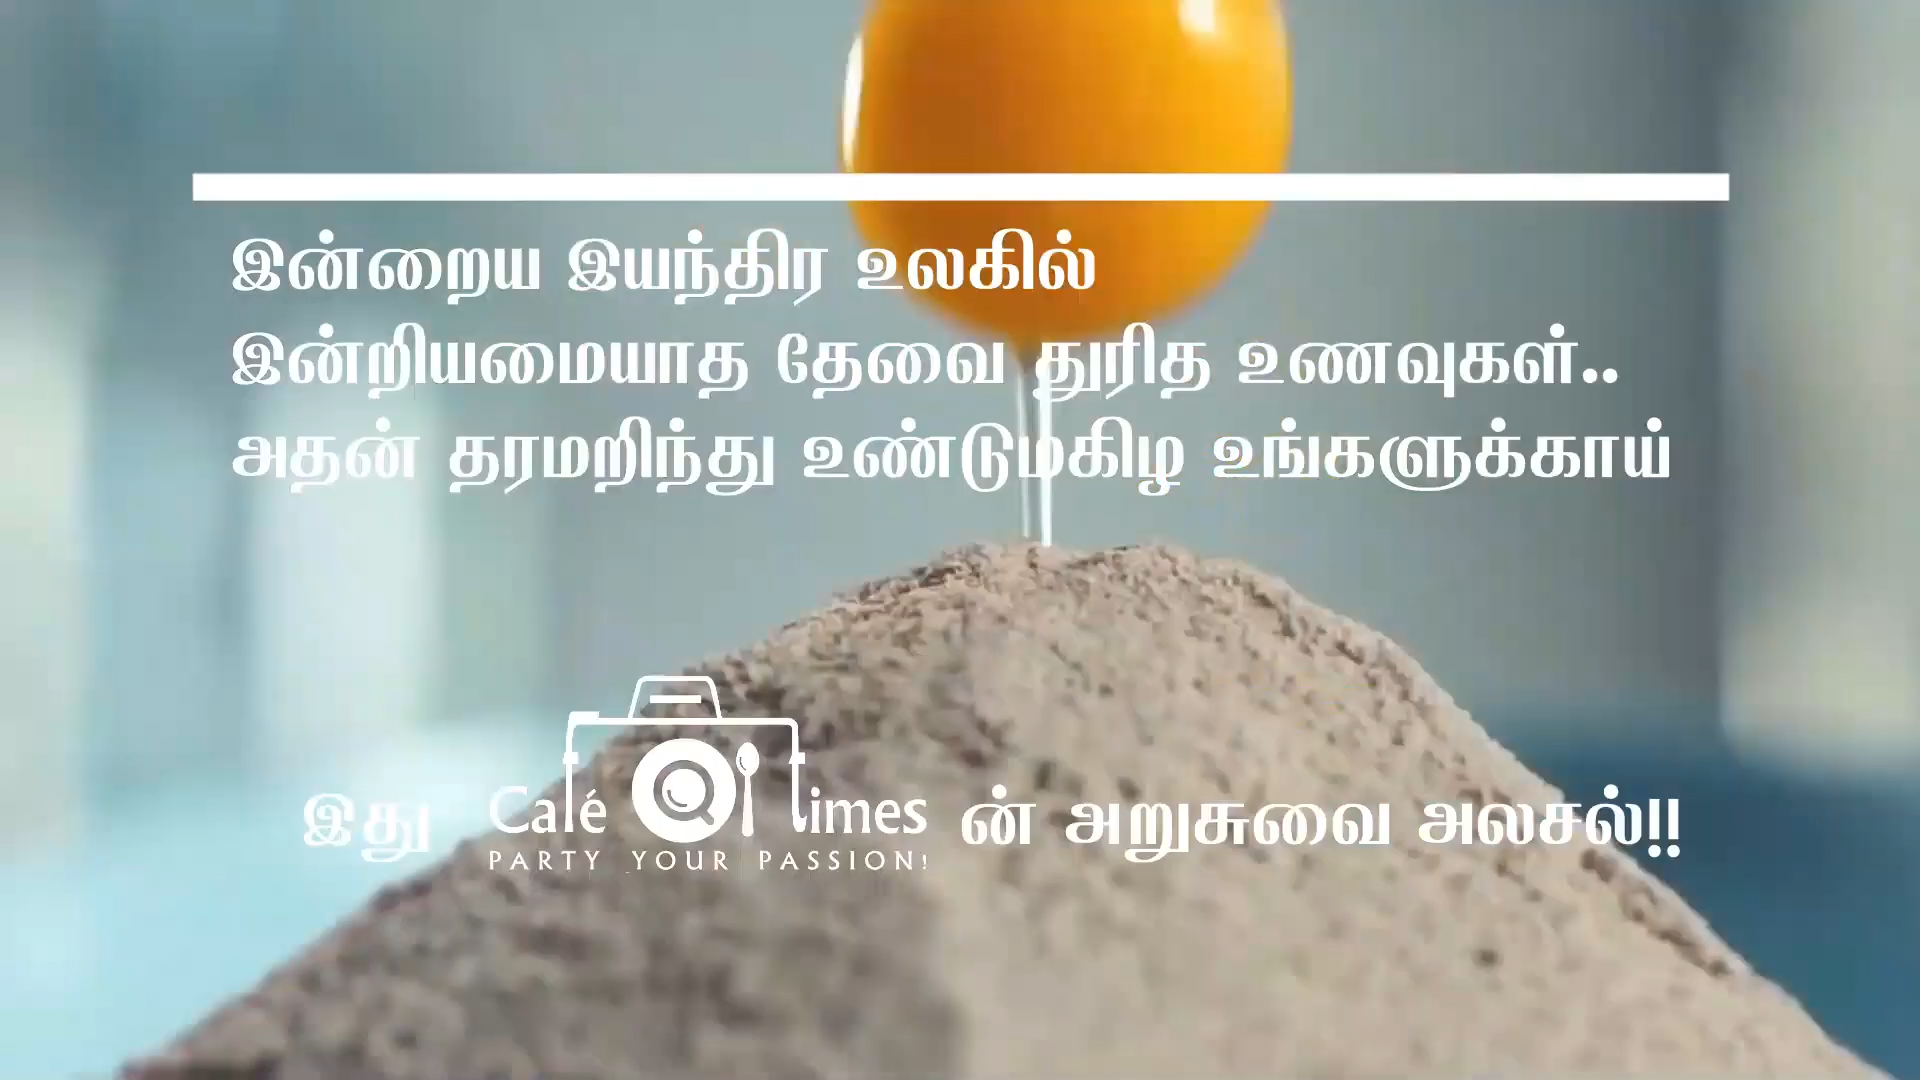 இன்றைய இயந்திர உலகில்
இன்றியமையாத தேவை துரித உணவுகள்..
அதன் தரமறிந்து உண்டுமகிழ உங்களுக்காய்
இது Café Times ன் அறுசுவை அலசல்!!
PARTY YOUR PASSION!